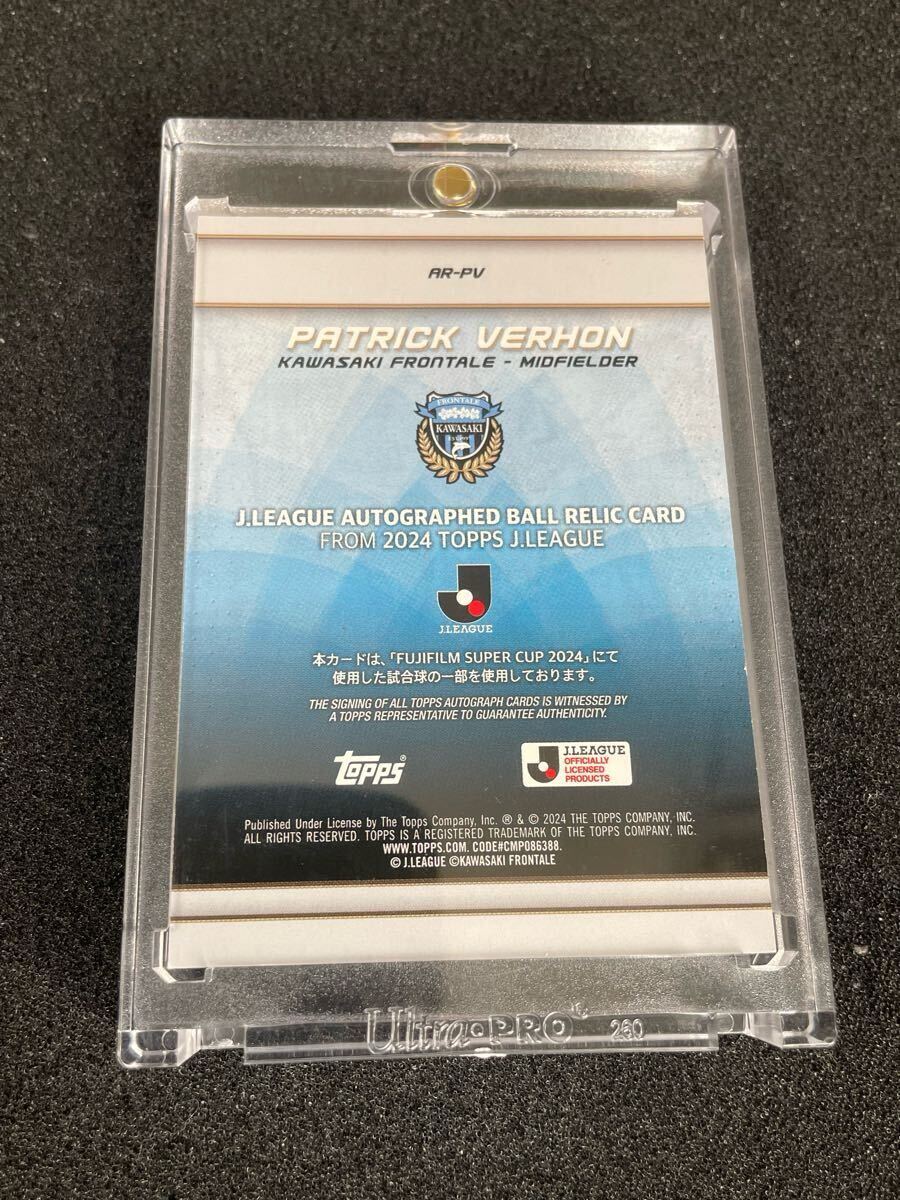 AR-PV
PATRICK VERHON
KAWASAKI FRONTALE - MIDFIELDER
FRONTALE
KAWASAKI
J.LEAGUE AUTOGRAPHED BALL RELIC CARD
FROM 2024 TOPPS J.LEAGUE
J.LEAGUE
本カードは、「FUJIFILM SUPER CUP 2024」にて
使用した試合球の一部を使用しております。
THE SIGNING OF ALL TOPPS AUTOGRAPH CARDS IS WITNESSED BY
A TOPPS REPRESENTATIVE TO GUARANTEE AUTHENTICITY.
topps®
J.LEAGUE
OFFICIALLY
LICENSED
PRODUCTS
Published Under License by The Topps Company, Inc. ® & © 2024 THE TOPPS COMPANY, INC.
ALL RIGHTS RESERVED. TOPPS IS A REGISTERED TRADEMARK OF THE TOPPS COMPANY, INC.
WWW.TOPPS.COM. CODE#CMP086388.
© J.LEAGUE ©KAWASAKI FRONTALE
Ultra•PRO 260